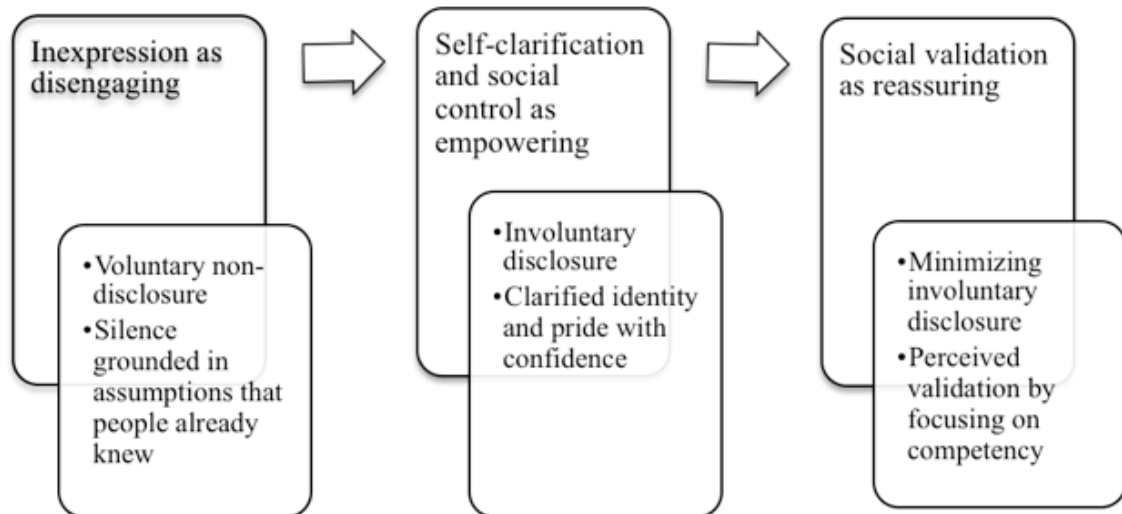 Inexpression as
disengaging
•Voluntary non-
disclosure
•Silence
grounded in
assumptions that
people already
knew
Self-clarification
and social
control as
empowering
•Involuntary
disclosure
•Clarified identity
and pride with
confidence
Social validation
as reassuring
•Minimizing
involuntary
disclosure
•Perceived
validation by
focusing on
competency